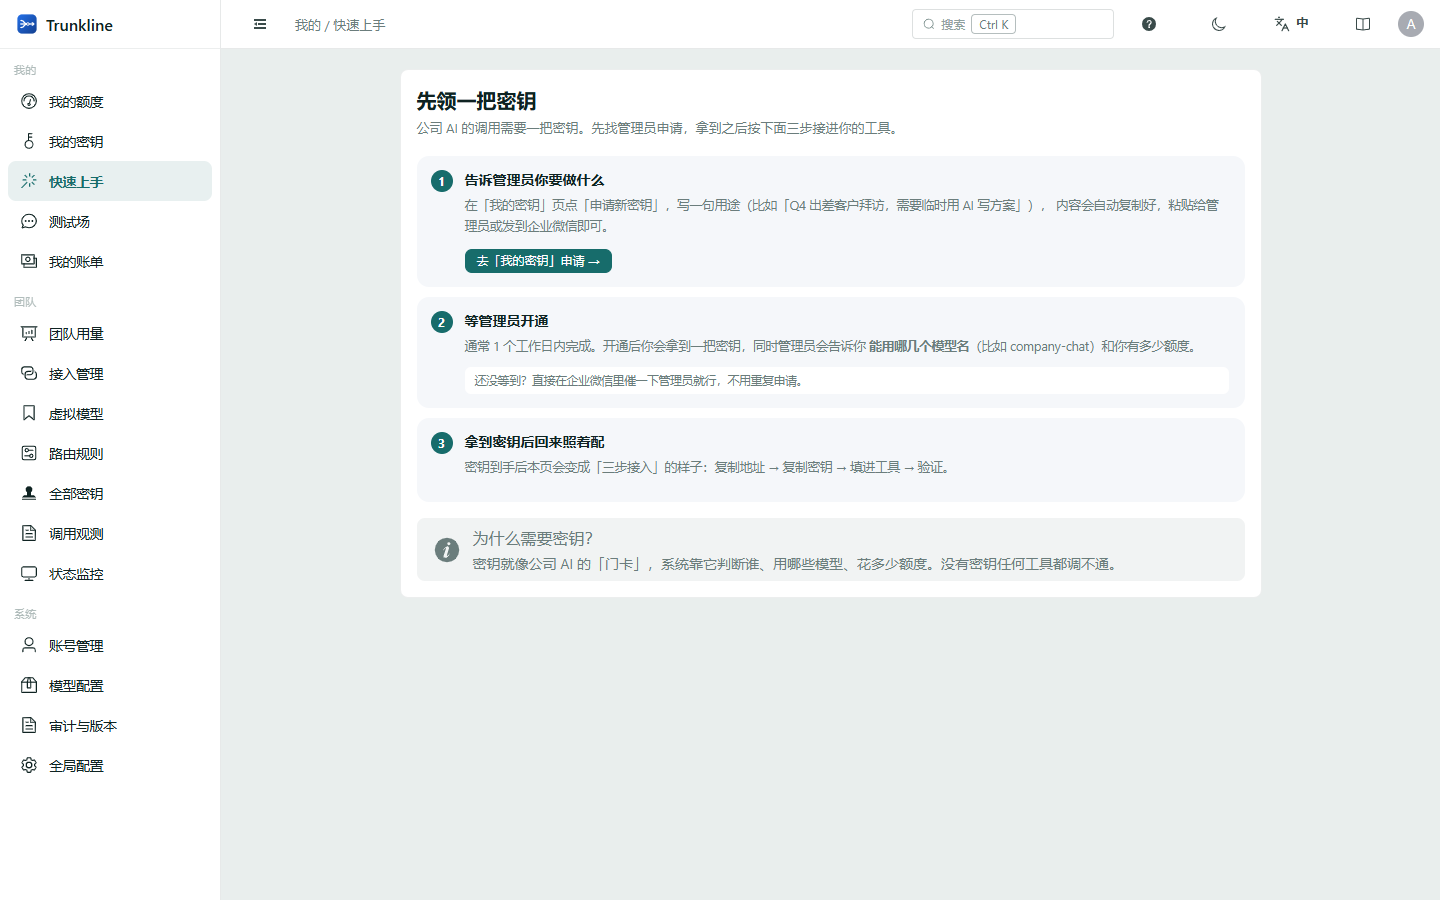 Trunkline
我的 / 快速上手
搜索 Ctrl K
中
A
我的
我的额度
我的密钥
快速上手
测试场
我的账单
团队
团队用量
接入管理
虚拟模型
路由规则
全部密钥
调用观测
状态监控
系统
账号管理
模型配置
审计与版本
全局配置
先领一把密钥
公司 AI 的调用需要一把密钥。先找管理员申请，拿到之后按下面三步接进你的工具。
1 告诉管理员你要做什么
在「我的密钥」页点「申请新密钥」，写一句用途（比如「Q4 出差客户拜访，需要临时用 AI 写方案」）， 内容会自动复制好，粘贴给管
理员或发到企业微信即可。
去「我的密钥」申请 →
2 等管理员开通
通常 1 个工作日内完成。开通后你会拿到一把密钥，同时管理员会告诉你 能用哪几个模型名（比如 company-chat）和你有多少额度。
还没等到？直接在企业微信里催一下管理员就行，不用重复申请。
3 拿到密钥后回来照着配
密钥到手后本页会变成「三步接入」的样子：复制地址 → 复制密钥 → 填进工具 → 验证。
为什么需要密钥？
密钥就像公司 AI 的「门卡」，系统靠它判断谁、用哪些模型、花多少额度。没有密钥任何工具都调不通。